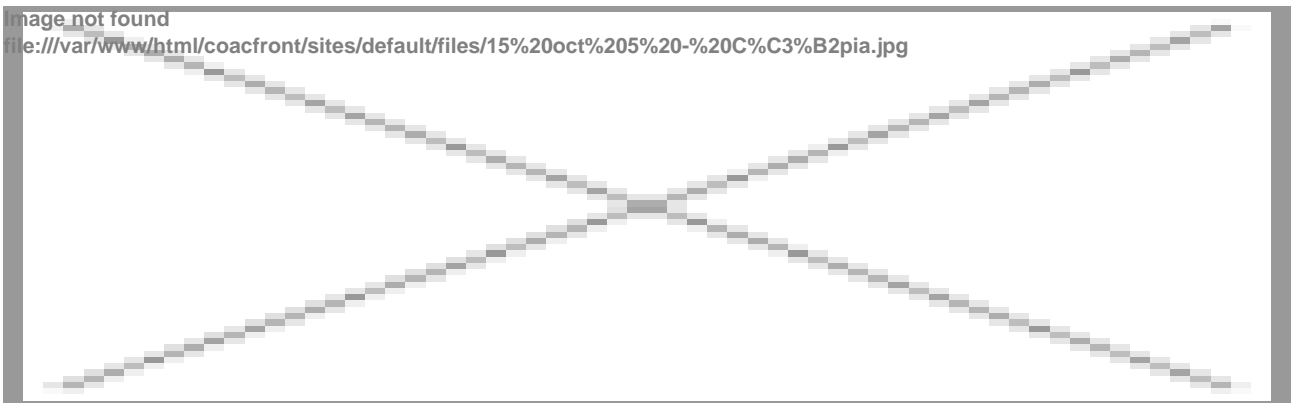 Image not found
file:///var/www/html/coacfront/sites/default/files/15%20oct%205%20-%20C%C3%B2pia.jpg